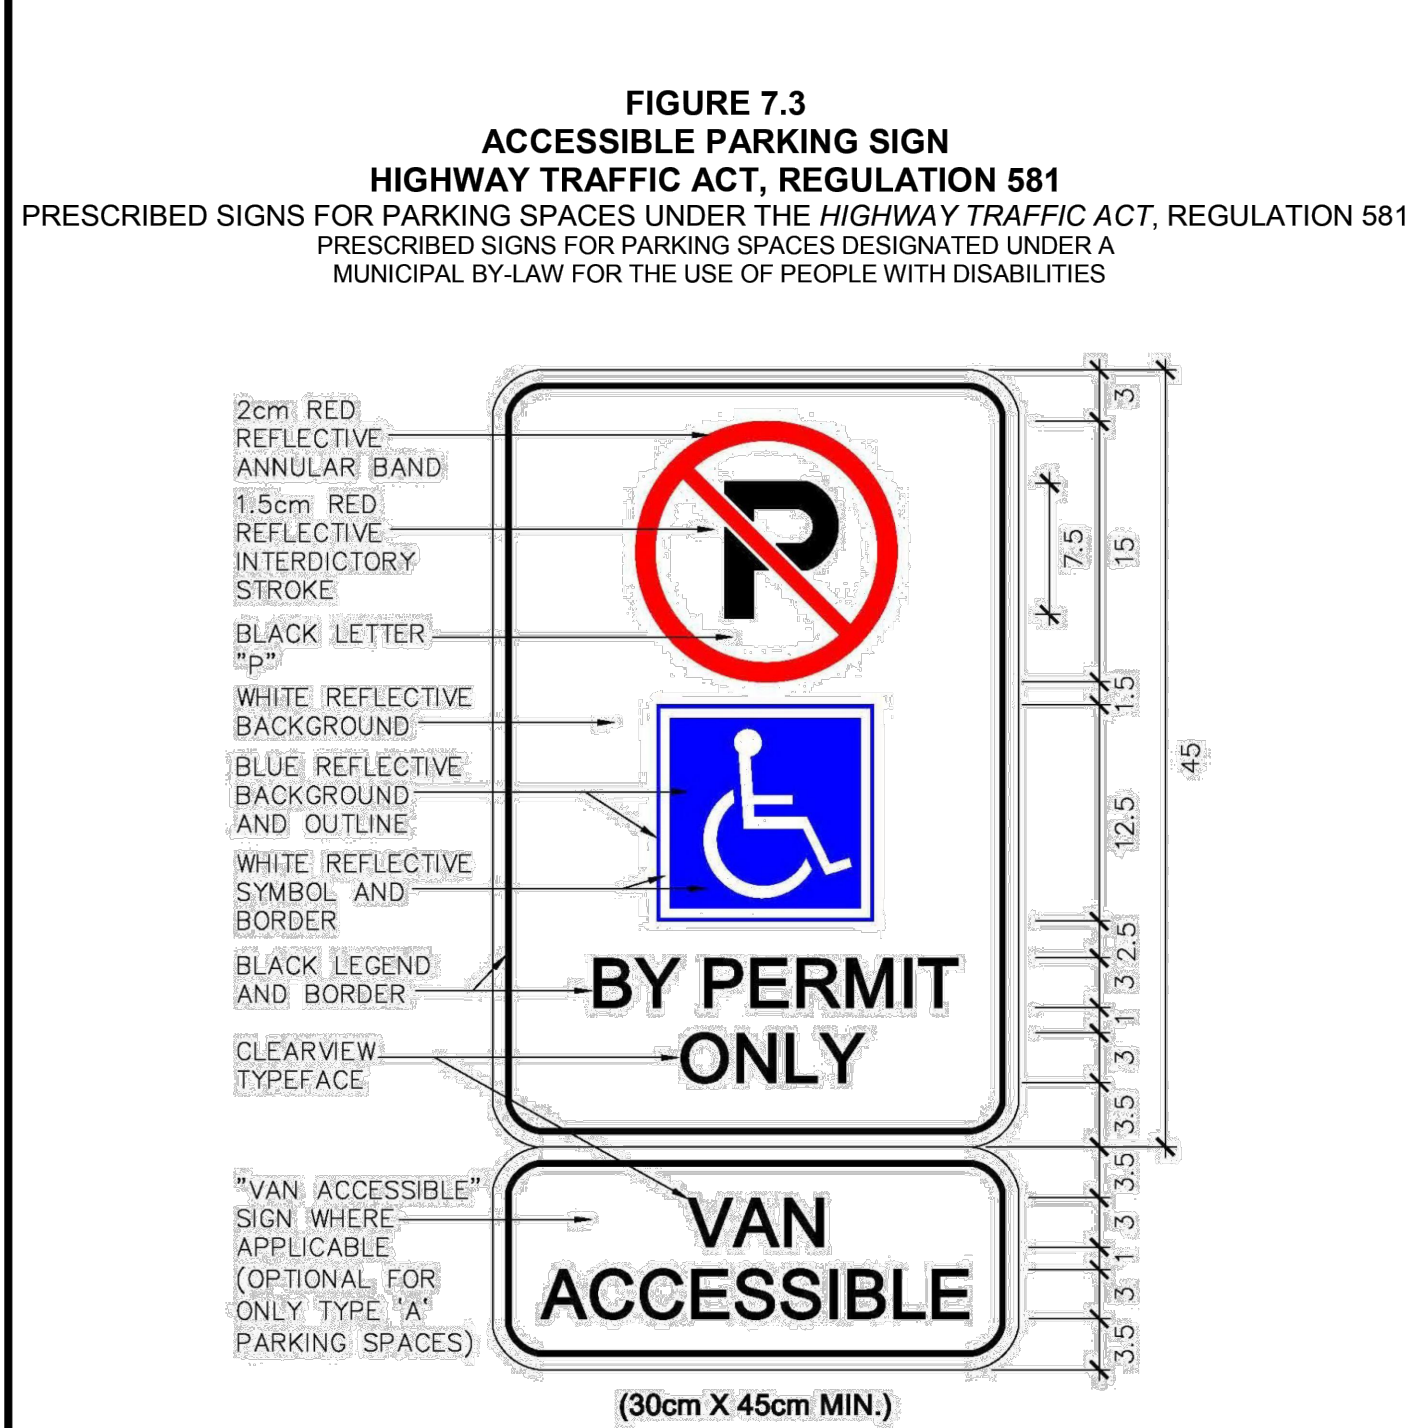 FIGURE 7.3
ACCESSIBLE PARKING SIGN
HIGHWAY TRAFFIC ACT, REGULATION 581
PRESCRIBED SIGNS FOR PARKING SPACES UNDER THE HIGHWAY TRAFFIC ACT, REGULATION 581
PRESCRIBED SIGNS FOR PARKING SPACES DESIGNATED UNDER A
MUNICIPAL BY-LAW FOR THE USE OF PEOPLE WITH DISABILITIES
2cm RED
REFLECTIVE
ANNULAR BAND
1.5cm RED
REFLECTIVE
INTERDICTORY
STROKE
BLACK LETTER
"P"
WHITE REFLECTIVE
BACKGROUND
BLUE REFLECTIVE
BACKGROUND
AND OUTLINE
WHITE REFLECTIVE
SYMBOL AND
BORDER
BLACK LEGEND
AND BORDER
CLEARVIEW
TYPEFACE
"VAN ACCESSIBLE"
SIGN WHERE
APPLICABLE
(OPTIONAL FOR
ONLY TYPE 'A'
PARKING SPACES)
P
BY PERMIT
ONLY
VAN
ACCESSIBLE
3
7.5
15
1.5
45
12.5
2.5
3
1
3
3.5
3.5
3
1
3
3.5
(30cm X 45cm MIN.)